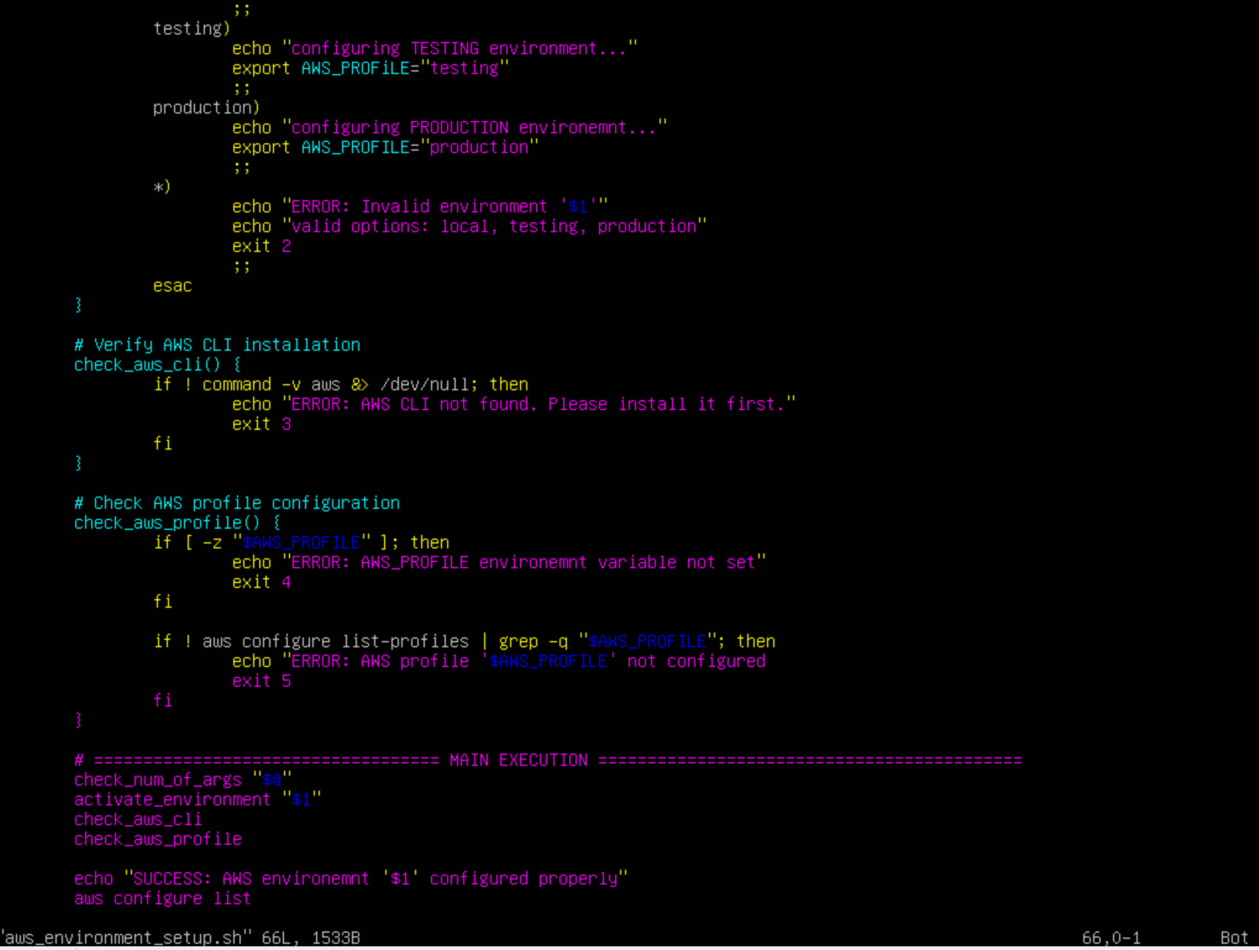 ;;
testing)
echo "configuring TESTING environment..."
export AWS_PROFiLE="testing"
;;
production)
echo "configuring PRODUCTION environemnt..."
export AWS_PROFILE="production"
;;
*)
echo "ERROR: Invalid environment '$1'"
echo "valid options: local, testing, production"
exit 2
;;
esac
}
# Verify AWS CLI installation
check_aws_cli() {
if ! command -v aws &> /dev/null; then
echo "ERROR: AWS CLI not found. Please install it first."
exit 3
fi
}
# Check AWS profile configuration
check_aws_profile() {
if [ -z "$AWS_PROFILE" ]; then
echo "ERROR: AWS_PROFILE environemnt variable not set"
exit 4
fi
if ! aws configure list-profiles | grep -q "$AWS_PROFILE"; then
echo "ERROR: AWS profile '$AWS_PROFILE' not configured
exit 5
fi
}
# =================================== MAIN EXECUTION ===========================================
check_num_of_args "$@"
activate_environment "$1"
check_aws_cli
check_aws_profile
echo "SUCCESS: AWS environemnt '$1' configured properly"
aws configure list
"aws_environment_setup.sh" 66L, 1533B 66,0-1 Bot